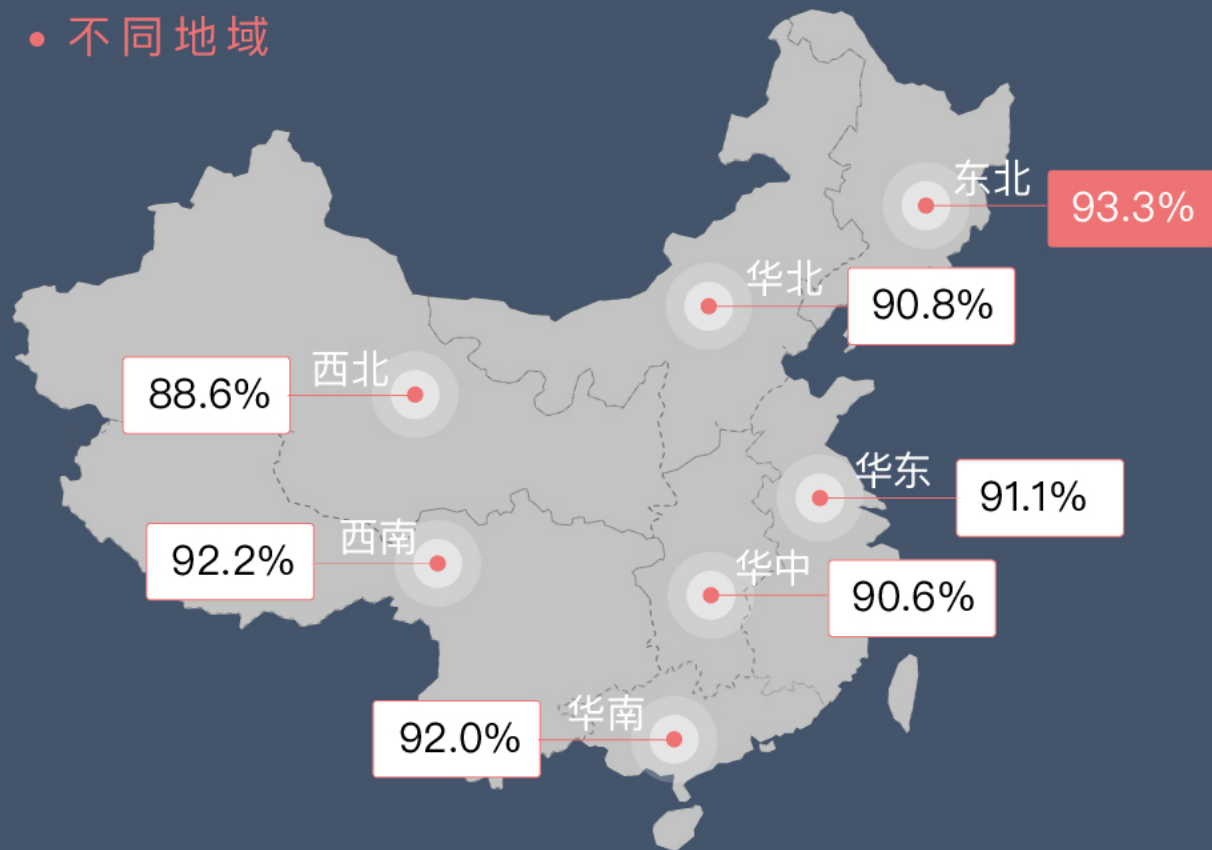 • 不同地域
东北
93.3%
华北
90.8%
西北
88.6%
华东
91.1%
西南
92.2%
华中
90.6%
华南
92.0%